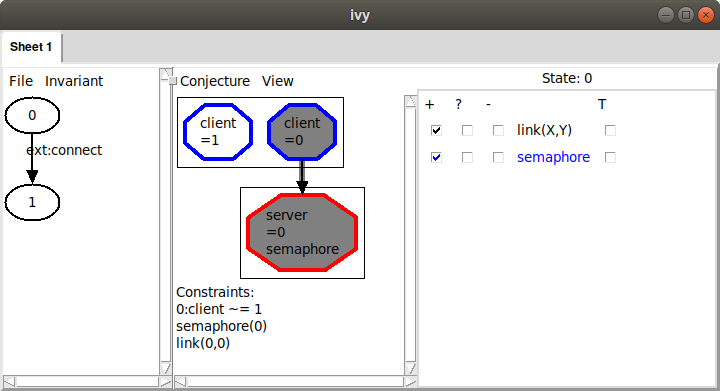 ivy
Sheet 1
File Invariant
0
ext:connect
1
Conjecture View
client
=1
client
=0
server
=0
semaphore
Constraints:
0:client ~= 1
semaphore(0)
link(0,0)
State: 0
+ ? - T
link(X,Y)
semaphore